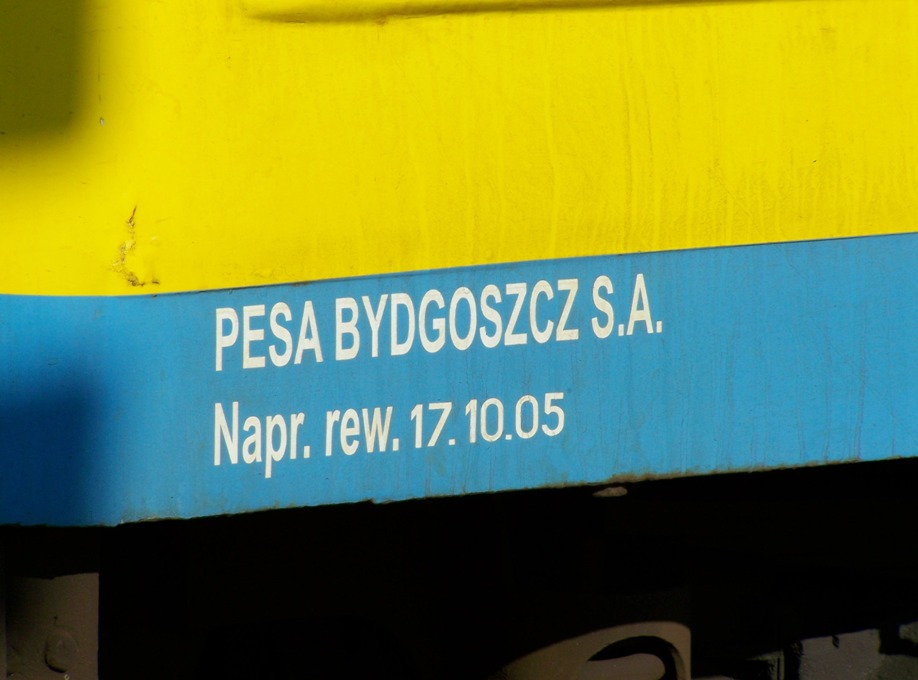 PESA BYDGOSZCZ S.A.
Napr. rew. 17.10.05